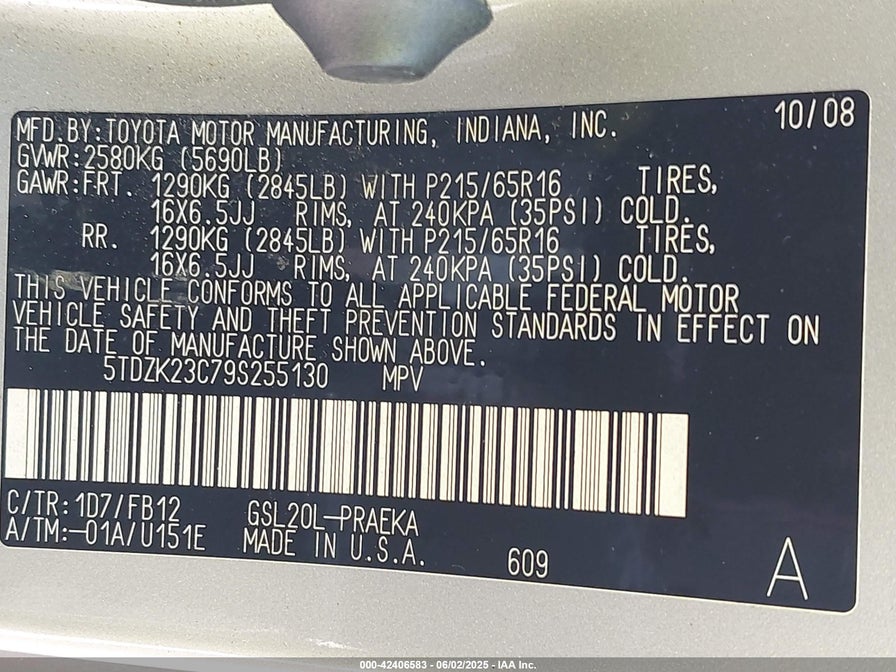 10/08
MFD.BY:TOYOTA MOTOR MANUFACTURING, INDIANA, INC.
GVWR:2580KG (5690LB)
GAWR:FRT. 1290KG (2845LB) WITH P215/65R16 TIRES,
16X6.5JJ RIMS, AT 240KPA (35PSI) COLD.
RR. 1290KG (2845LB) WITH P215/65R16 TIRES,
16X6.5JJ RIMS, AT 240KPA (35PSI) COLD.
THIS VEHICLE CONFORMS TO ALL APPLICABLE FEDERAL MOTOR
VEHICLE SAFETY AND THEFT PREVENTION STANDARDS IN EFFECT ON
THE DATE OF MANUFACTURE SHOWN ABOVE.
5TDZK23C79S255130 MPV
C/TR:1D7/FB12 GSL20L-PRAEKA
A/TM:-01A/U151E MADE IN U.S.A. 609
A
000-42406583 - 06/02/2025 - IAA Inc.